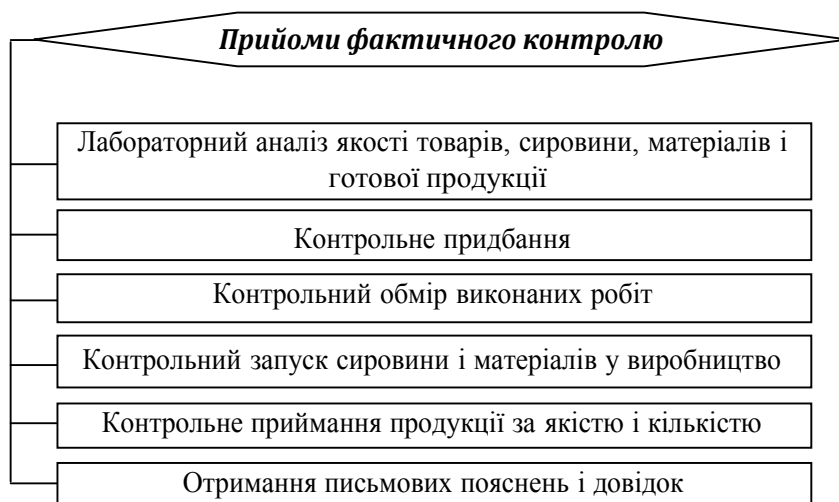 Прийоми фактичного контролю
Лабораторний аналіз якості товарів, сировини, матеріалів і
готової продукції
Контрольне придбання
Контрольний обмір виконаних робіт
Контрольний запуск сировини і матеріалів у виробництво
Контрольне приймання продукції за якістю і кількістю
Отримання письмових пояснень і довідок